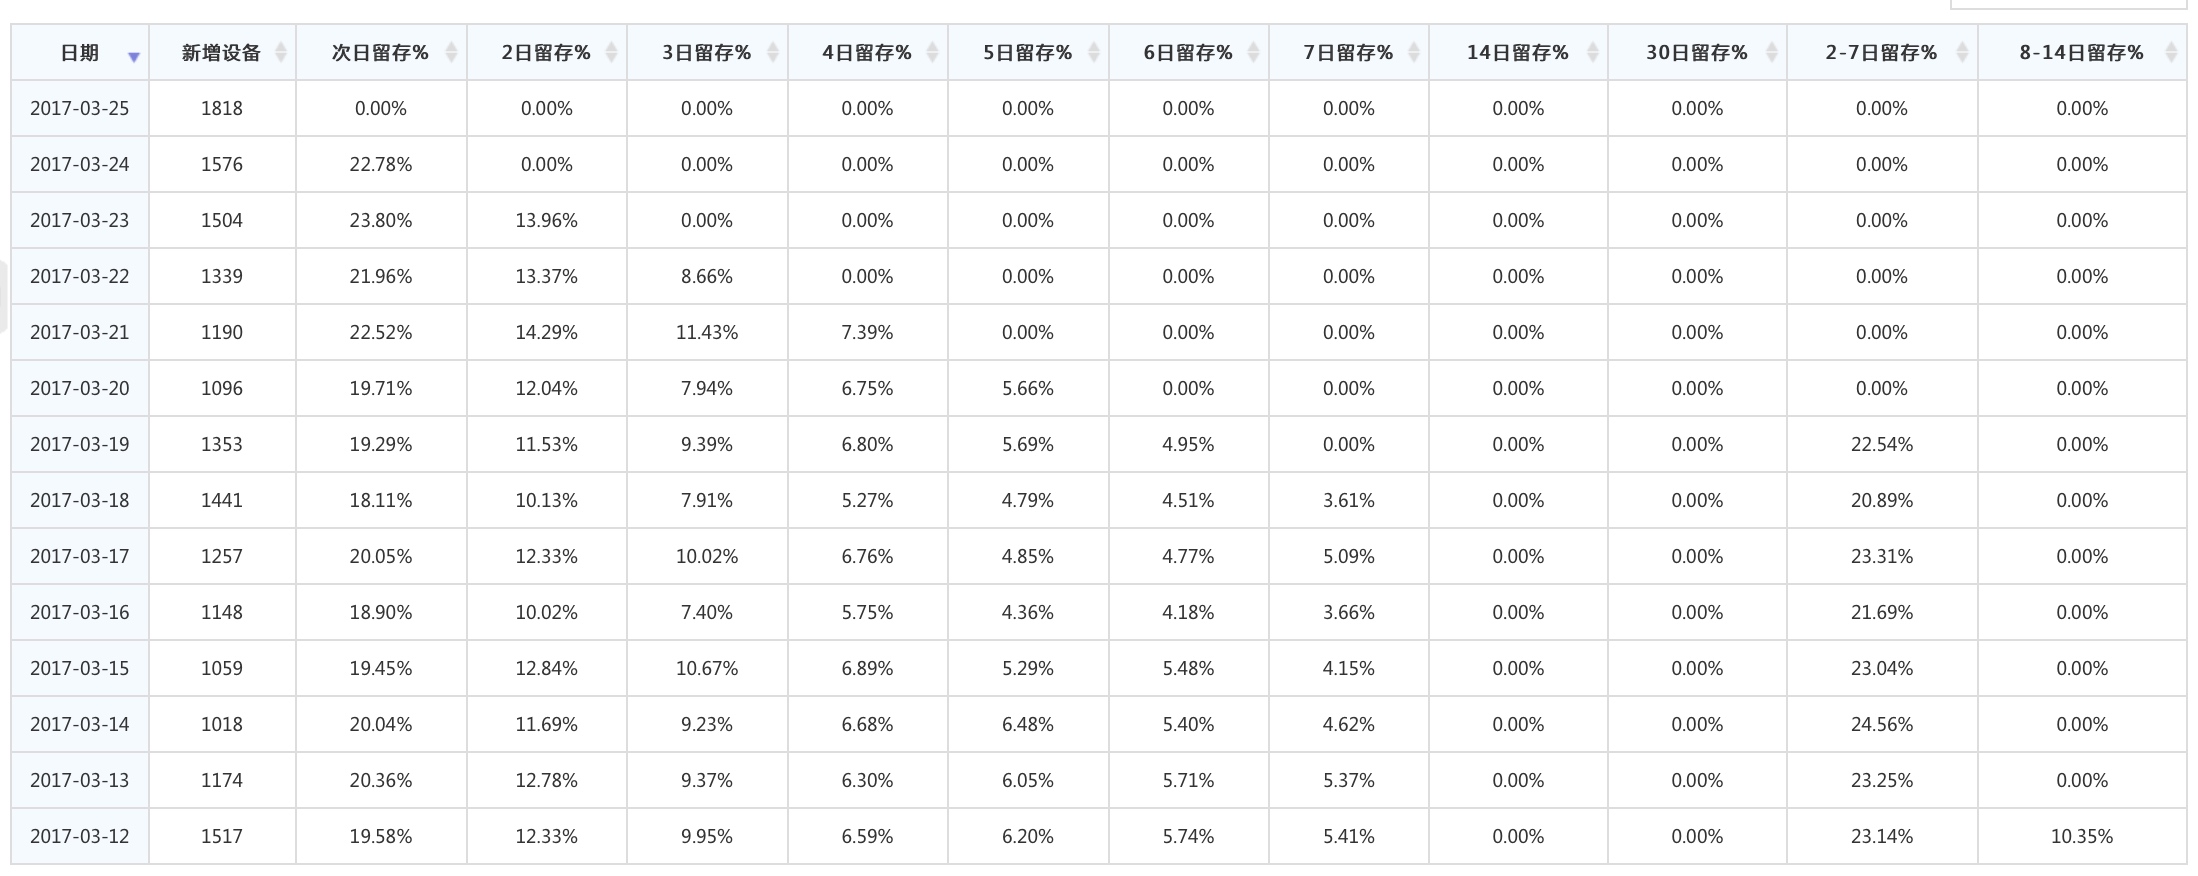 日期 新增设备 次日留存% 2日留存% 3日留存% 4日留存% 5日留存% 6日留存% 7日留存% 14日留存% 30日留存% 2-7日留存% 8-14日留存%
2017-03-25 1818 0.00% 0.00% 0.00% 0.00% 0.00% 0.00% 0.00% 0.00% 0.00% 0.00% 0.00%
2017-03-24 1576 22.78% 0.00% 0.00% 0.00% 0.00% 0.00% 0.00% 0.00% 0.00% 0.00% 0.00%
2017-03-23 1504 23.80% 13.96% 0.00% 0.00% 0.00% 0.00% 0.00% 0.00% 0.00% 0.00% 0.00%
2017-03-22 1339 21.96% 13.37% 8.66% 0.00% 0.00% 0.00% 0.00% 0.00% 0.00% 0.00% 0.00%
2017-03-21 1190 22.52% 14.29% 11.43% 7.39% 0.00% 0.00% 0.00% 0.00% 0.00% 0.00% 0.00%
2017-03-20 1096 19.71% 12.04% 7.94% 6.75% 5.66% 0.00% 0.00% 0.00% 0.00% 0.00% 0.00%
2017-03-19 1353 19.29% 11.53% 9.39% 6.80% 5.69% 4.95% 0.00% 0.00% 0.00% 22.54% 0.00%
2017-03-18 1441 18.11% 10.13% 7.91% 5.27% 4.79% 4.51% 3.61% 0.00% 0.00% 20.89% 0.00%
2017-03-17 1257 20.05% 12.33% 10.02% 6.76% 4.85% 4.77% 5.09% 0.00% 0.00% 23.31% 0.00%
2017-03-16 1148 18.90% 10.02% 7.40% 5.75% 4.36% 4.18% 3.66% 0.00% 0.00% 21.69% 0.00%
2017-03-15 1059 19.45% 12.84% 10.67% 6.89% 5.29% 5.48% 4.15% 0.00% 0.00% 23.04% 0.00%
2017-03-14 1018 20.04% 11.69% 9.23% 6.68% 6.48% 5.40% 4.62% 0.00% 0.00% 24.56% 0.00%
2017-03-13 1174 20.36% 12.78% 9.37% 6.30% 6.05% 5.71% 5.37% 0.00% 0.00% 23.25% 0.00%
2017-03-12 1517 19.58% 12.33% 9.95% 6.59% 6.20% 5.74% 5.41% 0.00% 0.00% 23.14% 10.35%